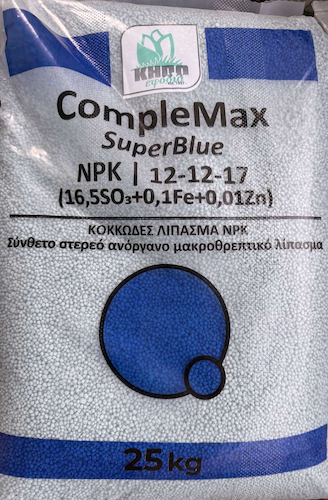 ΚΗΠΟ
εφόδια
CompleMax
SuperBlue
NPK | 12-12-17
(16,5SO₃+0,1Fe+0,01Zn)
ΚΟΚΚΩΔΕΣ ΛΙΠΑΣΜΑ NPK
Σύνθετο στερεό ανόργανο μακροθρεπτικό λίπασμα
25kg